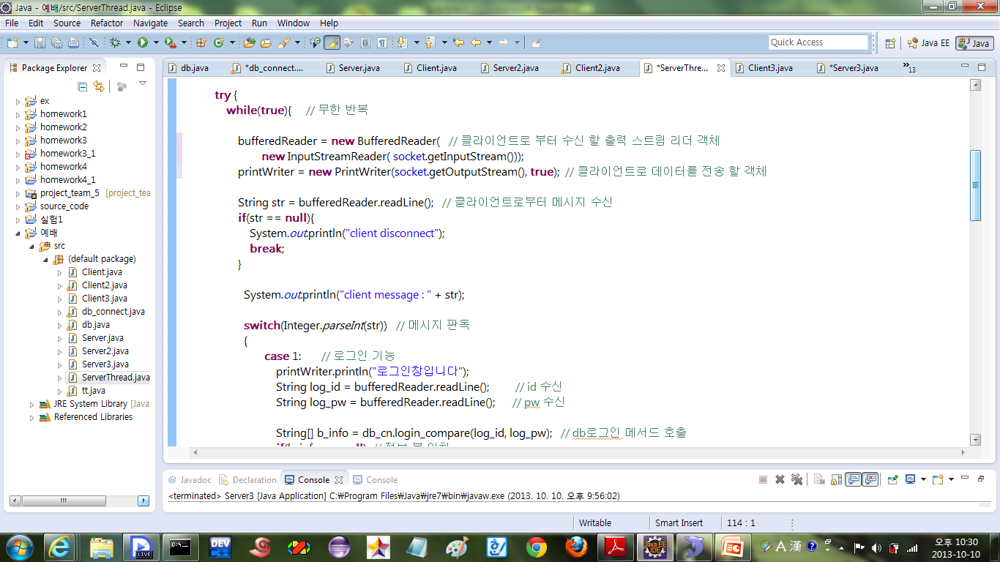 Java - 예배/src/ServerThread.java - Eclipse
File Edit Source Refactor Navigate Search Project Run Window Help
Quick Access
Java EE
Java
Package Explorer
db.java
*db_connect....
Server.java
Client.java
Server2.java
Client2.java
*ServerThre...
Client3.java
*Server3.java
»13
ex
homework1
homework2
homework3
homework3_1
homework4
homework4_1
project_team_5 [project_tea
source_code
실험1
예배
src
(default package)
Client.java
Client2.java
Client3.java
db_connect.java
db.java
Server.java
Server2.java
Server3.java
ServerThread.java
tt.java
JRE System Library [Java
Referenced Libraries
try {
while(true){ // 무한 반복
bufferedReader = new BufferedReader( // 클라이언트로 부터 수신 할 출력 스트림 리더 객체
new InputStreamReader( socket.getInputStream()));
printWriter = new PrintWriter(socket.getOutputStream(), true); // 클라이언트로 데이터를 전송 할 객체
String str = bufferedReader.readLine(); // 클라이언트로부터 메시지 수신
if(str == null){
System.out.println("client disconnect");
break;
}
System.out.println("client message : " + str);
switch(Integer.parseInt(str)) // 메시지 판독
{
case 1: // 로그인 기능
printWriter.println("로그인창입니다");
String log_id = bufferedReader.readLine(); // id 수신
String log_pw = bufferedReader.readLine(); // pw 수신
String[] b_info = db_cn.login_compare(log_id, log_pw); // db로그인 메서드 호출
@ Javadoc
Declaration
Console
Console
<terminated> Server3 [Java Application] C:₩Program Files₩Java₩jre7₩bin₩javaw.exe (2013. 10. 10. 오후 9:56:02)
Writable
Smart Insert
114 : 1
LIVE
C:\_
DEV
C++
Java EE
IDE
A 漢
오후 10:30
2013-10-10